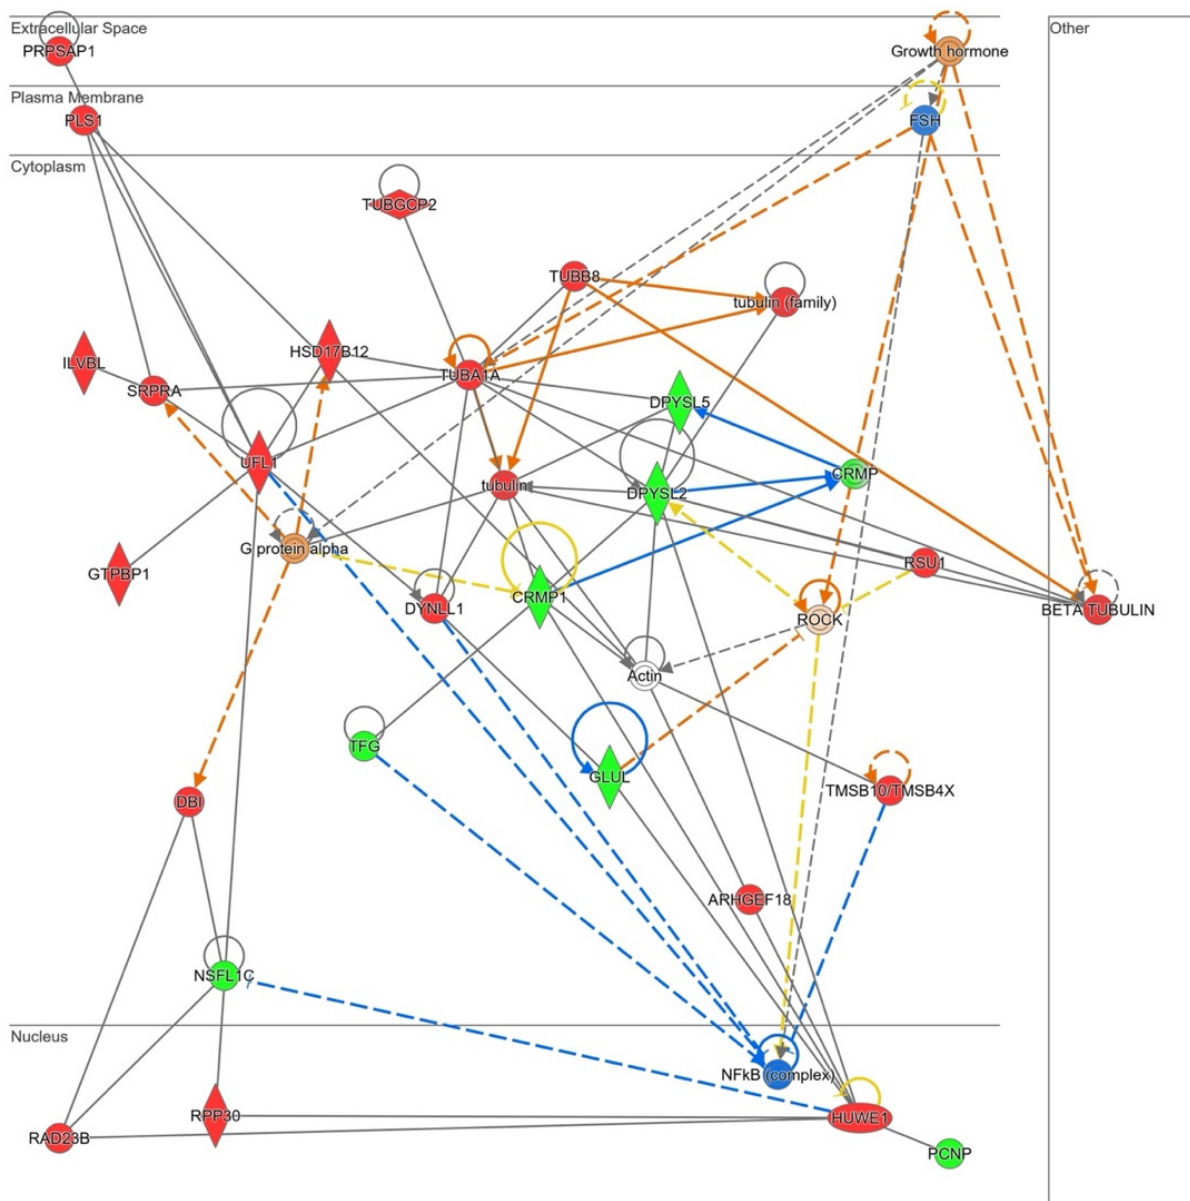 Extracellular Space
Other
PRPSAP1
Growth hormone
Plasma Membrane
PLS1
FSH
Cytoplasm
TUBGCP2
TUBB8
tubulin (family)
HSD17B12
ILVBL
TUBA1A
SRPRA
DPYSL5
UFL1
CRMP
tubulin
DPYSL2
G protein alpha
RSU1
GTPBP1
CRMP1
DYNLL1
BETA TUBULIN
ROCK
Actin
TFG
GLUL
TMSB10/TMSB4X
DBI
ARHGEF18
NSFL1C
Nucleus
NFkB (complex)
RPP30
HUWE1
RAD23B
PCNP